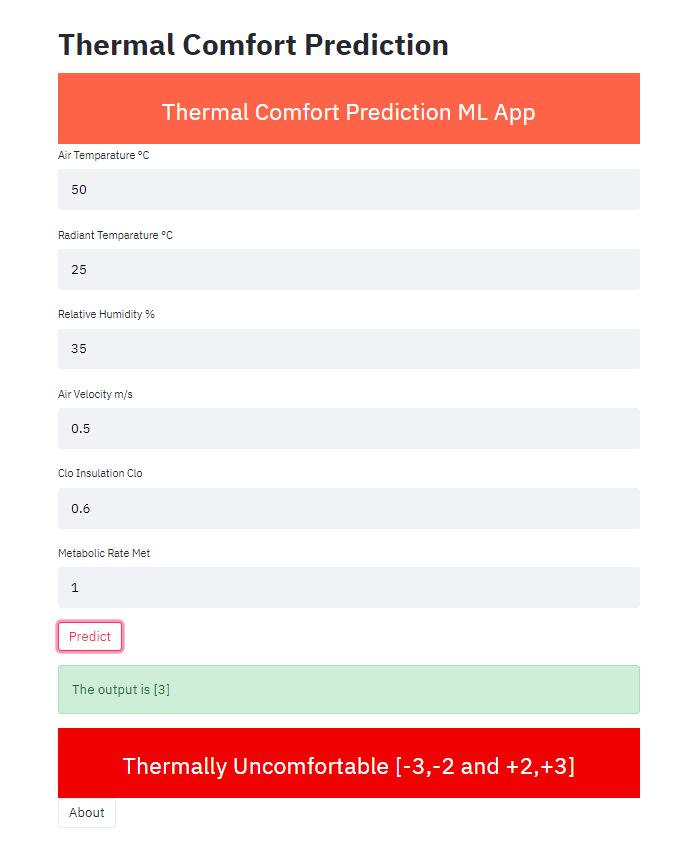 Thermal Comfort Prediction
Thermal Comfort Prediction ML App
Air Temparature °C
50
Radiant Temparature °C
25
Relative Humidity %
35
Air Velocity m/s
0.5
Clo Insulation Clo
0.6
Metabolic Rate Met
1
Predict
The output is [3]
Thermally Uncomfortable [-3,-2 and +2,+3]
About